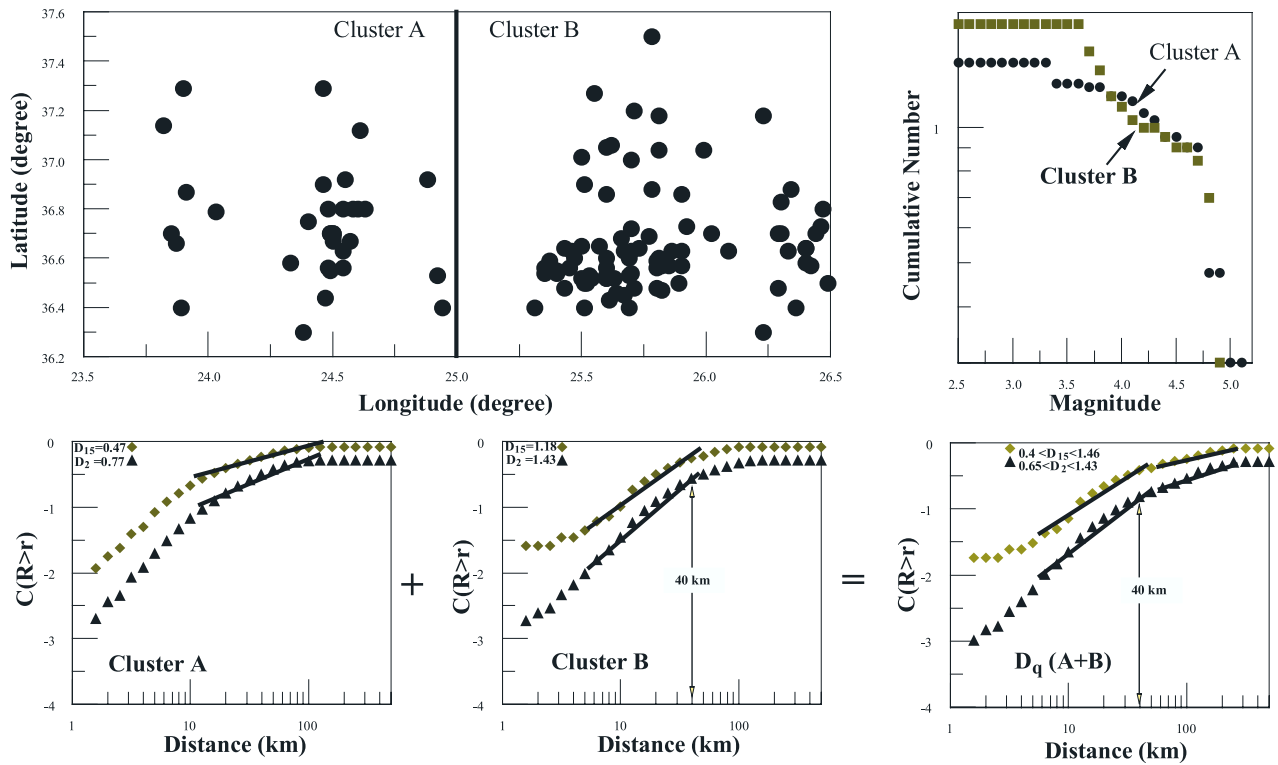 37.6
37.4
37.2
37.0
36.8
36.6
36.4
36.2
Latitude (degree)
Cluster A
Cluster B
23.5 24.0 24.5 25.0 25.5 26.0 26.5
Longitude (degree)
Cumulative Number
1
Cluster A
Cluster B
2.5 3.0 3.5 4.0 4.5 5.0
Magnitude
0
-1
-2
-3
-4
C(R>r)
D15=0.47
D2 =0.77
Cluster A
1 10 100
Distance (km)
+
0
-1
-2
-3
-4
C(R>r)
D15=1.18
D2 =1.43
40 km
Cluster B
1 10 100
Distance (km)
=
0
-1
-2
-3
-4
C(R>r)
0.4 <D15<1.46
0.65<D2<1.43
40 km
Dq (A+B)
1 10 100
Distance (km)